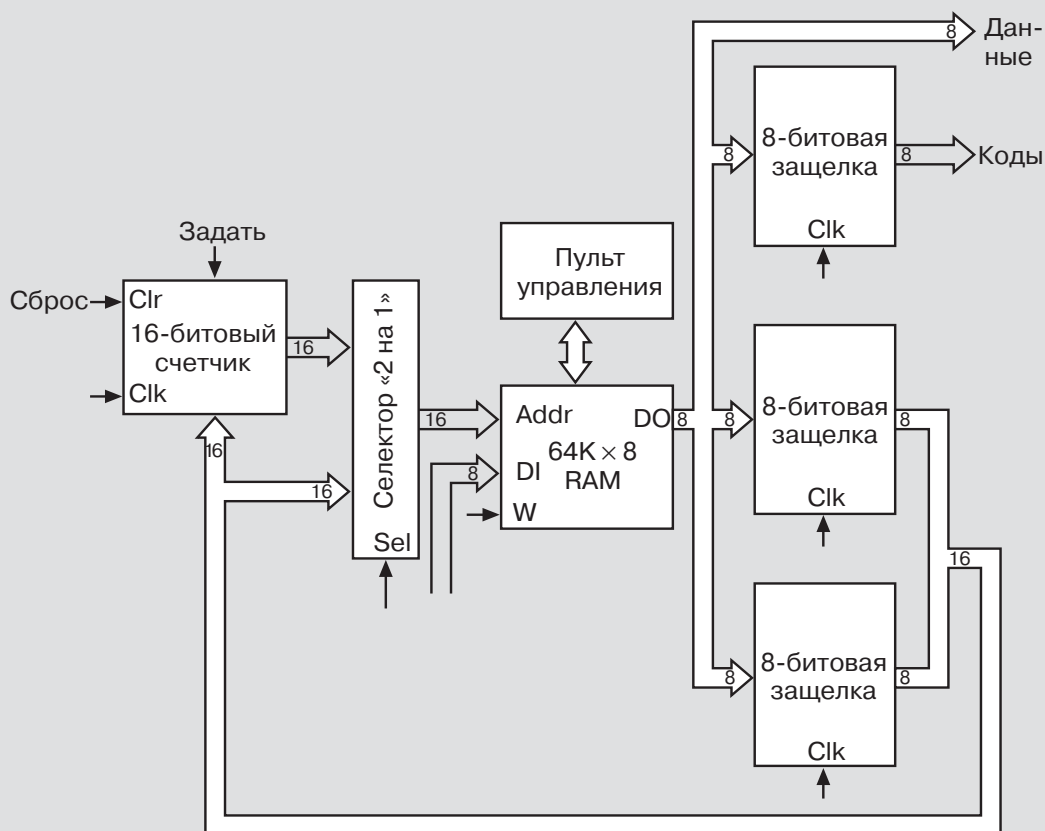 8
Дан-
ные
8-битовая
защелка
8
8
Коды
Clk
Задать
Пульт
управления
Сброс
Clr
16-битовый
счетчик
16
Clk
Селектор «2 на 1»
16
Addr
DO
8
8
8-битовая
защелка
8
64K × 8
RAM
DI
8
W
16
16
Sel
Clk
16
8-битовая
защелка
8
8
Clk